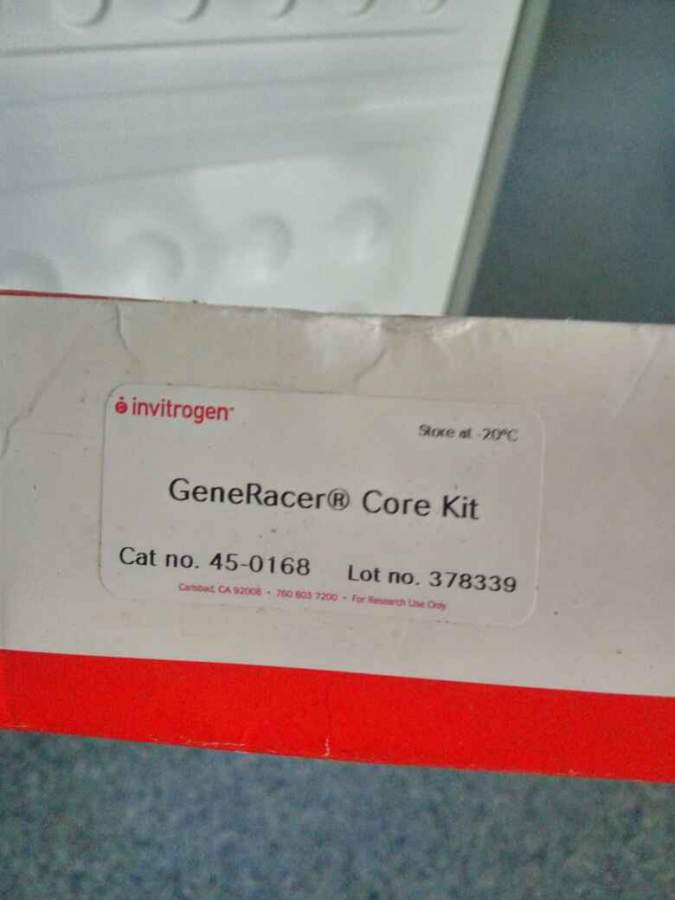 invitrogen™
Store at -20°C
GeneRacer® Core Kit
Cat no. 45-0168 Lot no. 378339
Carlsbad, CA 92008 • 760 603 7200 • For Research Use Only